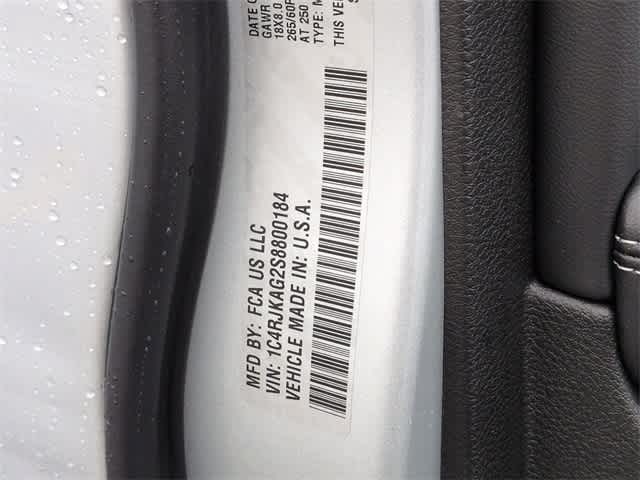 DATE O
GAWR
18X8.0
265/60R
AT 250
TYPE: M
THIS VE
MFD BY: FCA US LLC
VIN: 1C4RJKAG2S8800184
VEHICLE MADE IN: U.S.A.